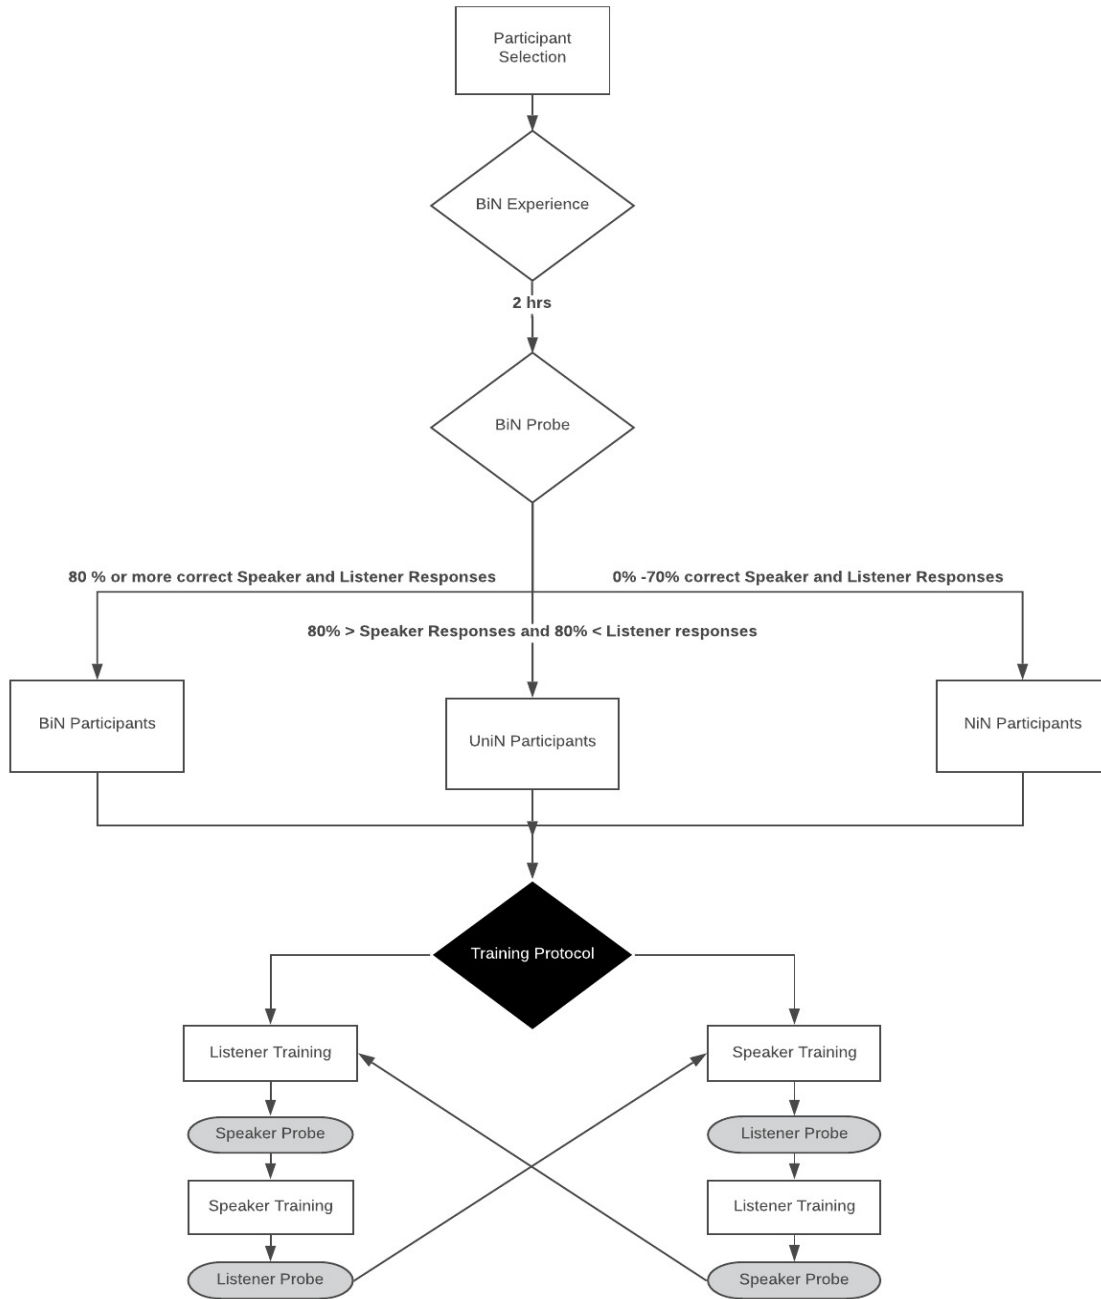 Participant
Selection
BiN Experience
2 hrs
BiN Probe
80 % or more correct Speaker and Listener Responses
0% -70% correct Speaker and Listener Responses
80% > Speaker Responses and 80% < Listener responses
BiN Participants
UniN Participants
NiN Participants
Training Protocol
Listener Training
Speaker Training
Speaker Probe
Listener Probe
Speaker Training
Listener Training
Listener Probe
Speaker Probe